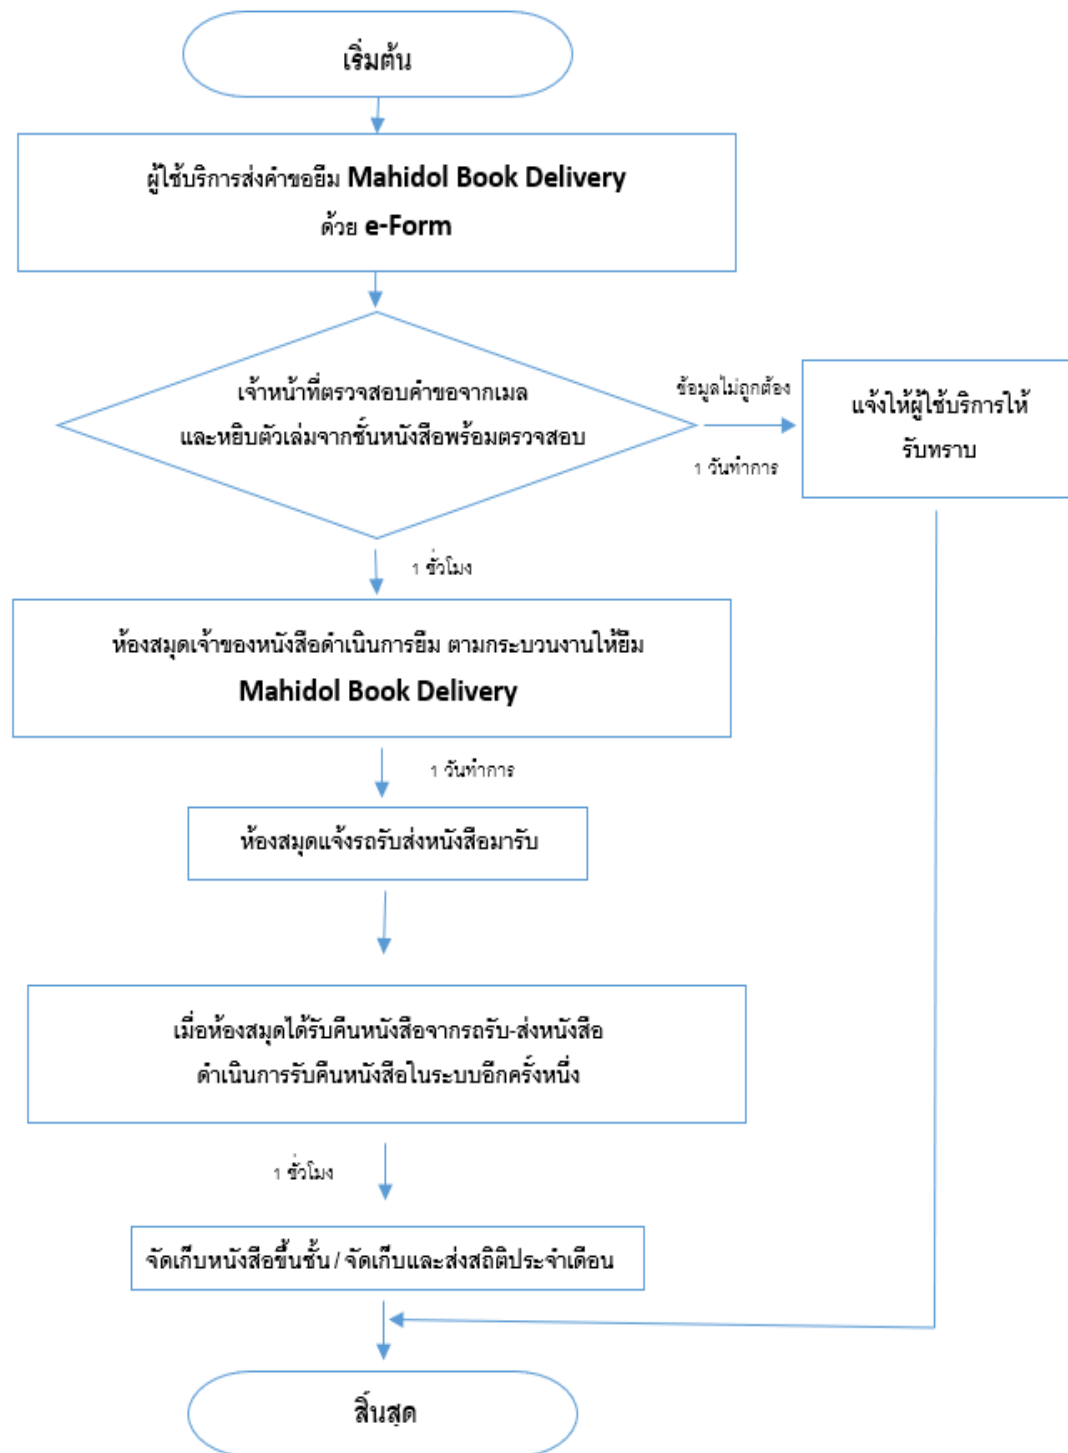 เริ่มต้น
ผู้ใช้บริการส่งคำขอยืม Mahidol Book Delivery
ด้วย e-Form
เจ้าหน้าที่ตรวจสอบคำขอจากเมล
และหยิบตัวเล่มจากชั้นหนังสือพร้อมตรวจสอบ
ข้อมูลไม่ถูกต้อง
1 วันทำการ
แจ้งให้ผู้ใช้บริการให้
รับทราบ
1 ชั่วโมง
ห้องสมุดเจ้าของหนังสือดำเนินการยืม ตามกระบวนงานให้ยืม
Mahidol Book Delivery
1 วันทำการ
ห้องสมุดแจ้งรถรับส่งหนังสือมารับ
เมื่อห้องสมุดได้รับคืนหนังสือจากรถรับ-ส่งหนังสือ
ดำเนินการรับคืนหนังสือในระบบอีกครั้งหนึ่ง
1 ชั่วโมง
จัดเก็บหนังสือขึ้นชั้น / จัดเก็บและส่งสถิติประจำเดือน
สิ้นสุด